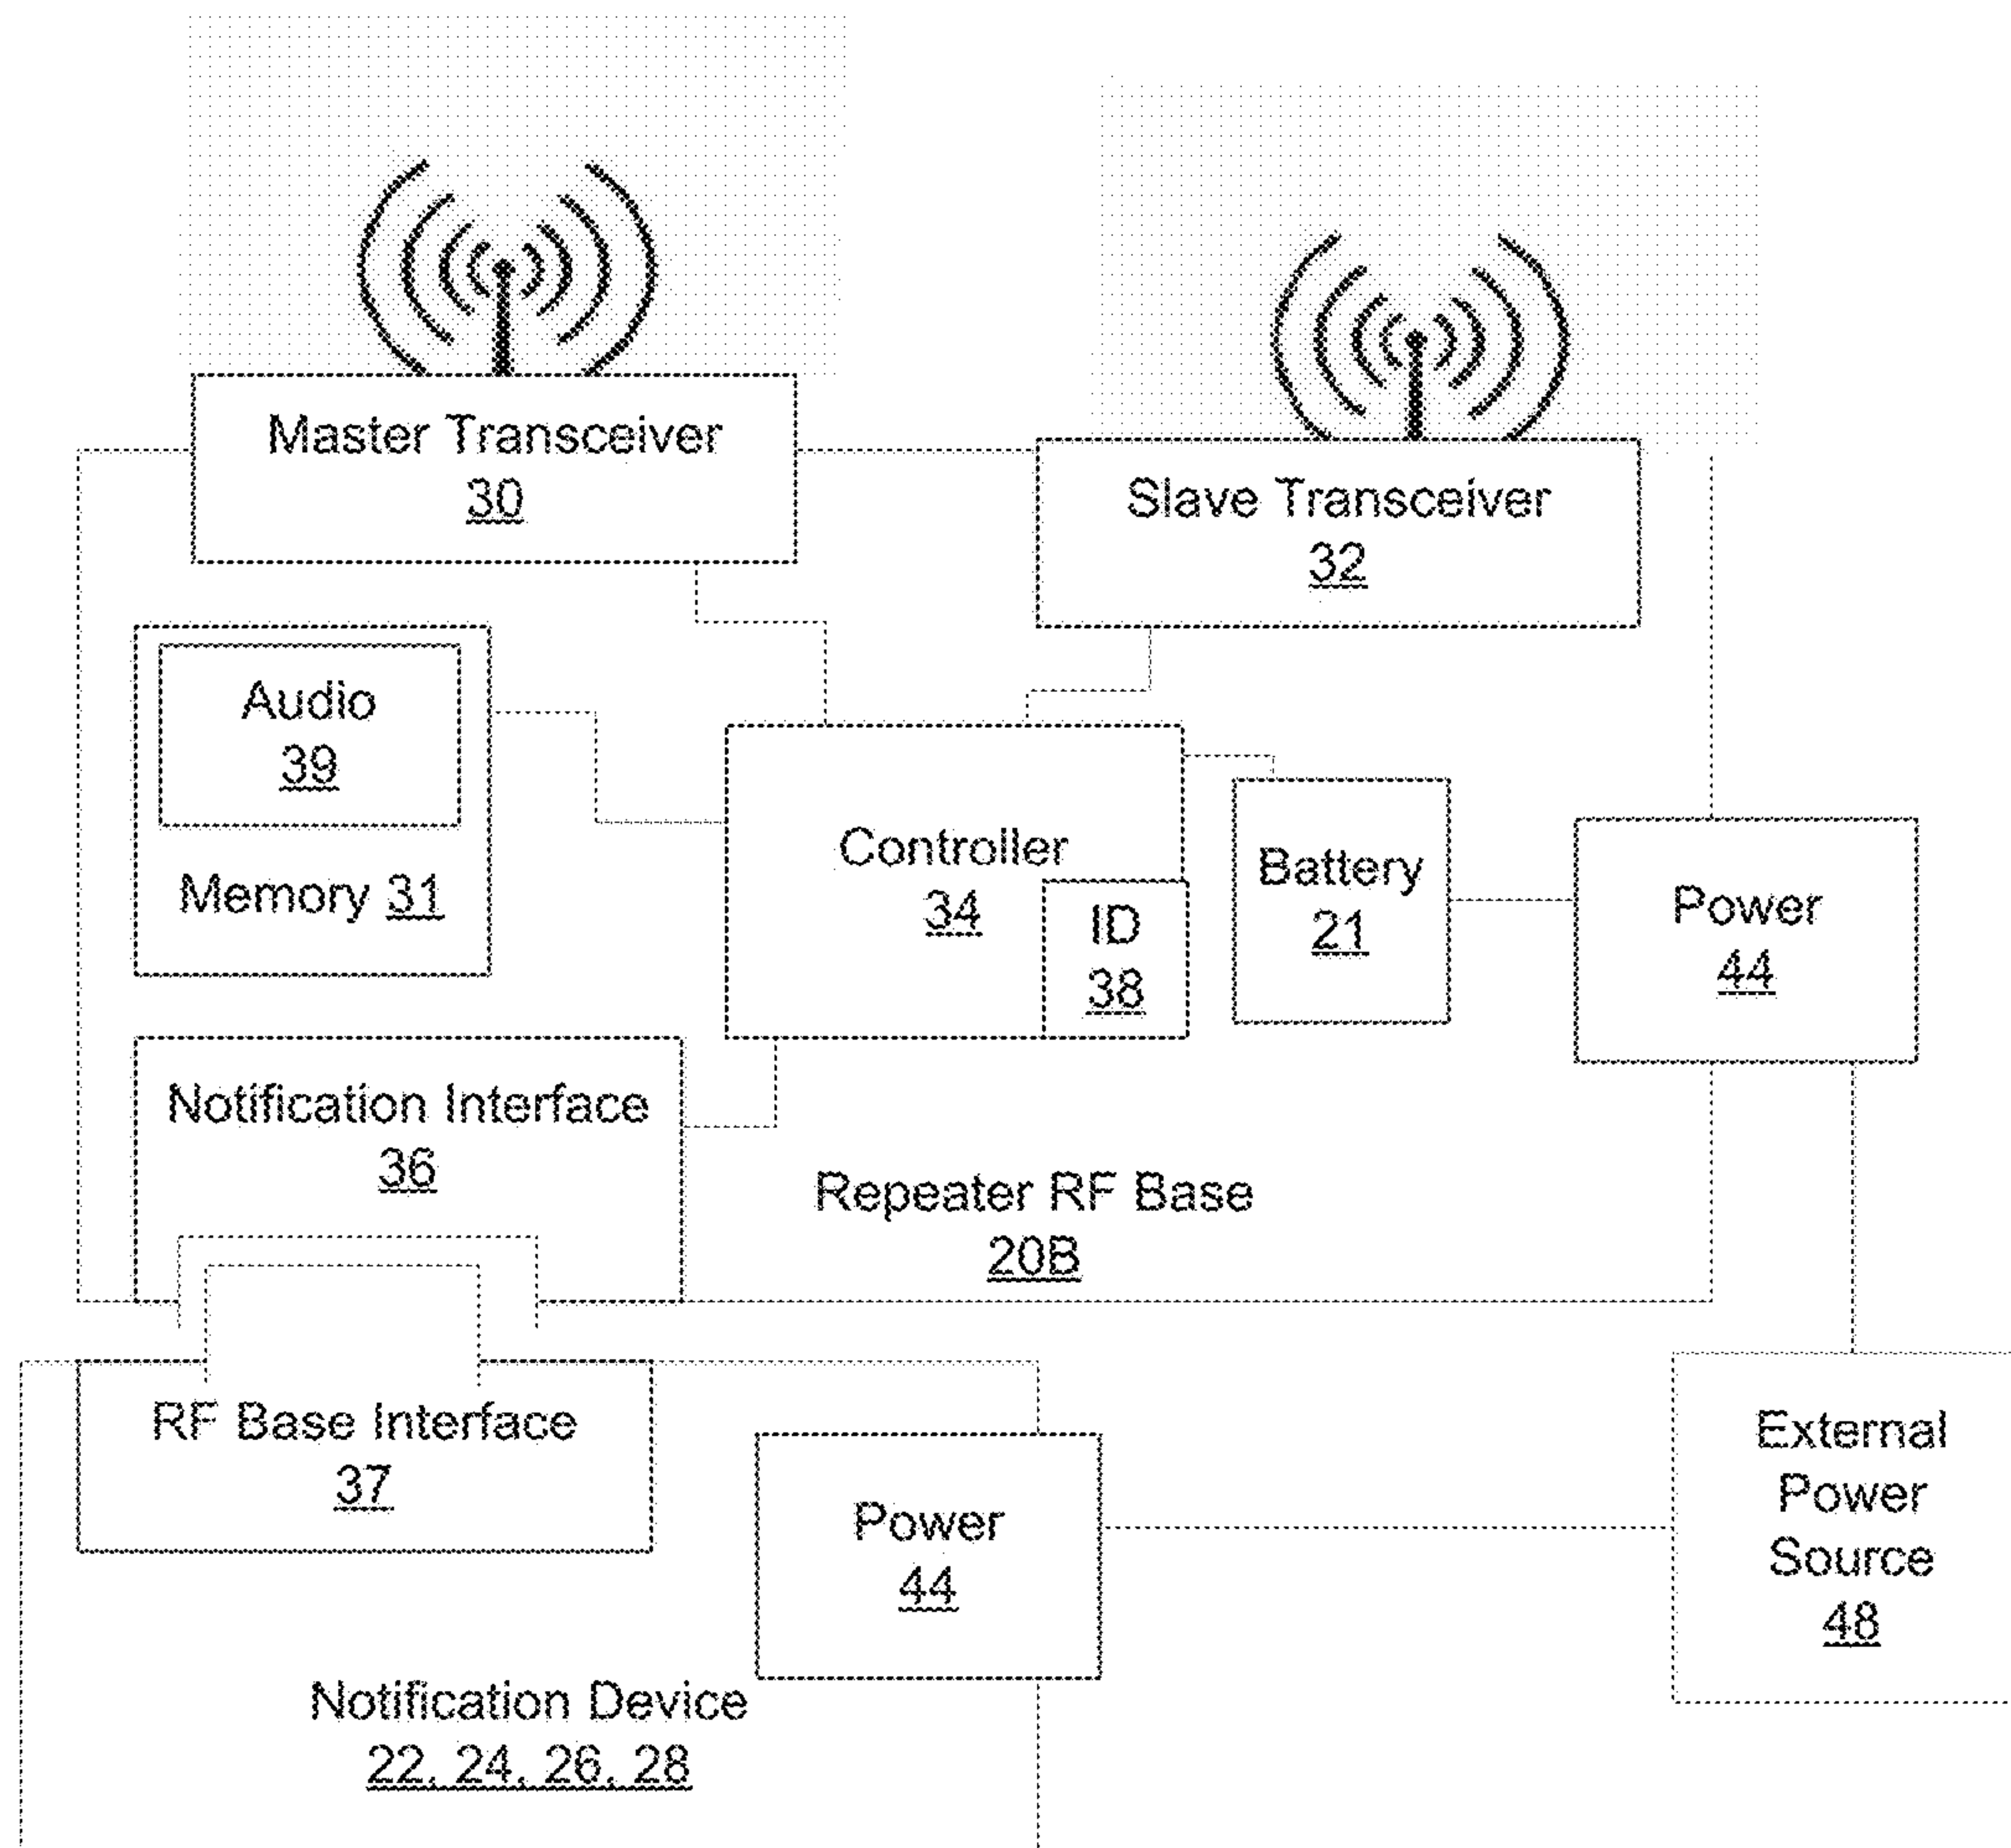 Master Transceiver
30
Slave Transceiver
32
Audio
39
Memory 31
Controller
34
ID
38
Battery
21
Power
44
Notification Interface
36
Repeater RF Base
20B
RF Base Interface
37
Power
44
External
Power
Source
48
Notification Device
22, 24, 26, 28